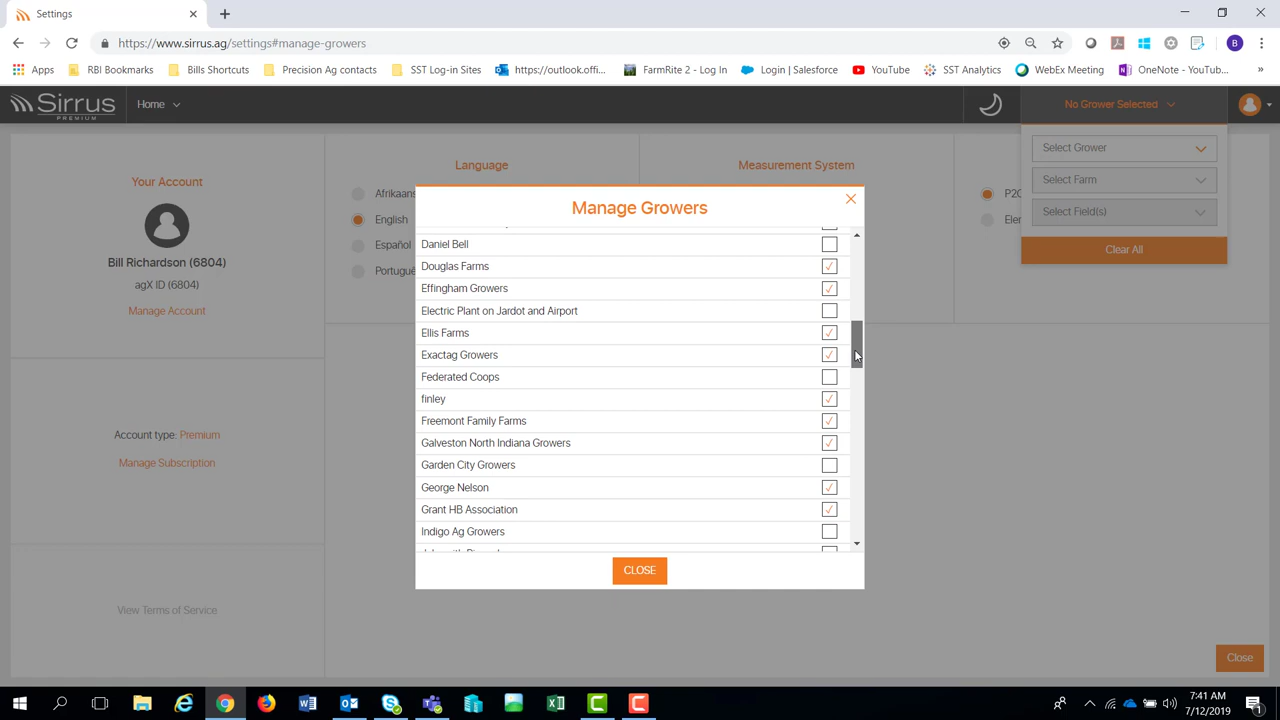 Settings
https://www.sirrus.ag/settings#manage-growers
B
Apps
RBI Bookmarks
Bills Shortcuts
Precision Ag contacts
SST Log-in Sites
https://outlook.offi...
FarmRite 2 - Log In
Login | Salesforce
YouTube
SST Analytics
WebEx Meeting
OneNote - YouTub...
»
Sirrus
PREMIUM
Home
No Grower Selected
Select Grower
Select Farm
Select Field(s)
Clear All
Your Account
Bill Richardson (6804)
agX ID (6804)
Manage Account
Account type: Premium
Manage Subscription
View Terms of Service
Language
Afrikaans
English
Español
Portugu
Measurement System
P20
Eler
Manage Growers
Daniel Bell
Douglas Farms
Effingham Growers
Electric Plant on Jardot and Airport
Ellis Farms
Exactag Growers
Federated Coops
finley
Freemont Family Farms
Galveston North Indiana Growers
Garden City Growers
George Nelson
Grant HB Association
Indigo Ag Growers
CLOSE
Close
7:41 AM
7/12/2019
1